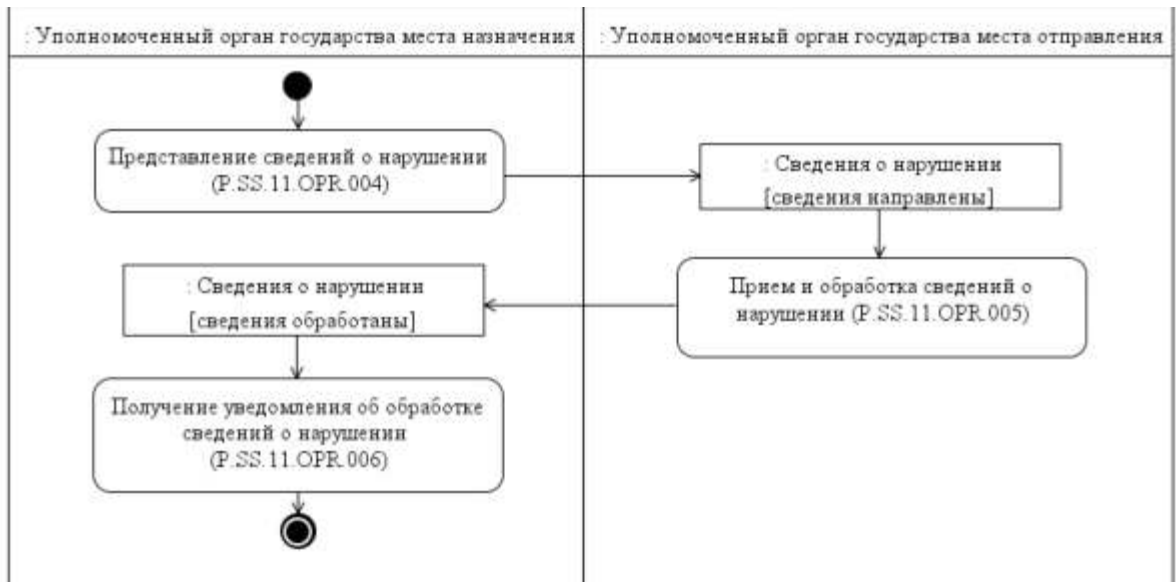 : Уполномоченный орган государства места назначения
: Уполномоченный орган государства места отправления
Представление сведений о нарушении
(P.SS.11.OPR.004)
: Сведения о нарушении
[сведения направлены]
Прием и обработка сведений о
нарушении (P.SS.11.OPR.005)
: Сведения о нарушении
[сведения обработаны]
Получение уведомления об обработке
сведений о нарушении
(P.SS.11.OPR.006)